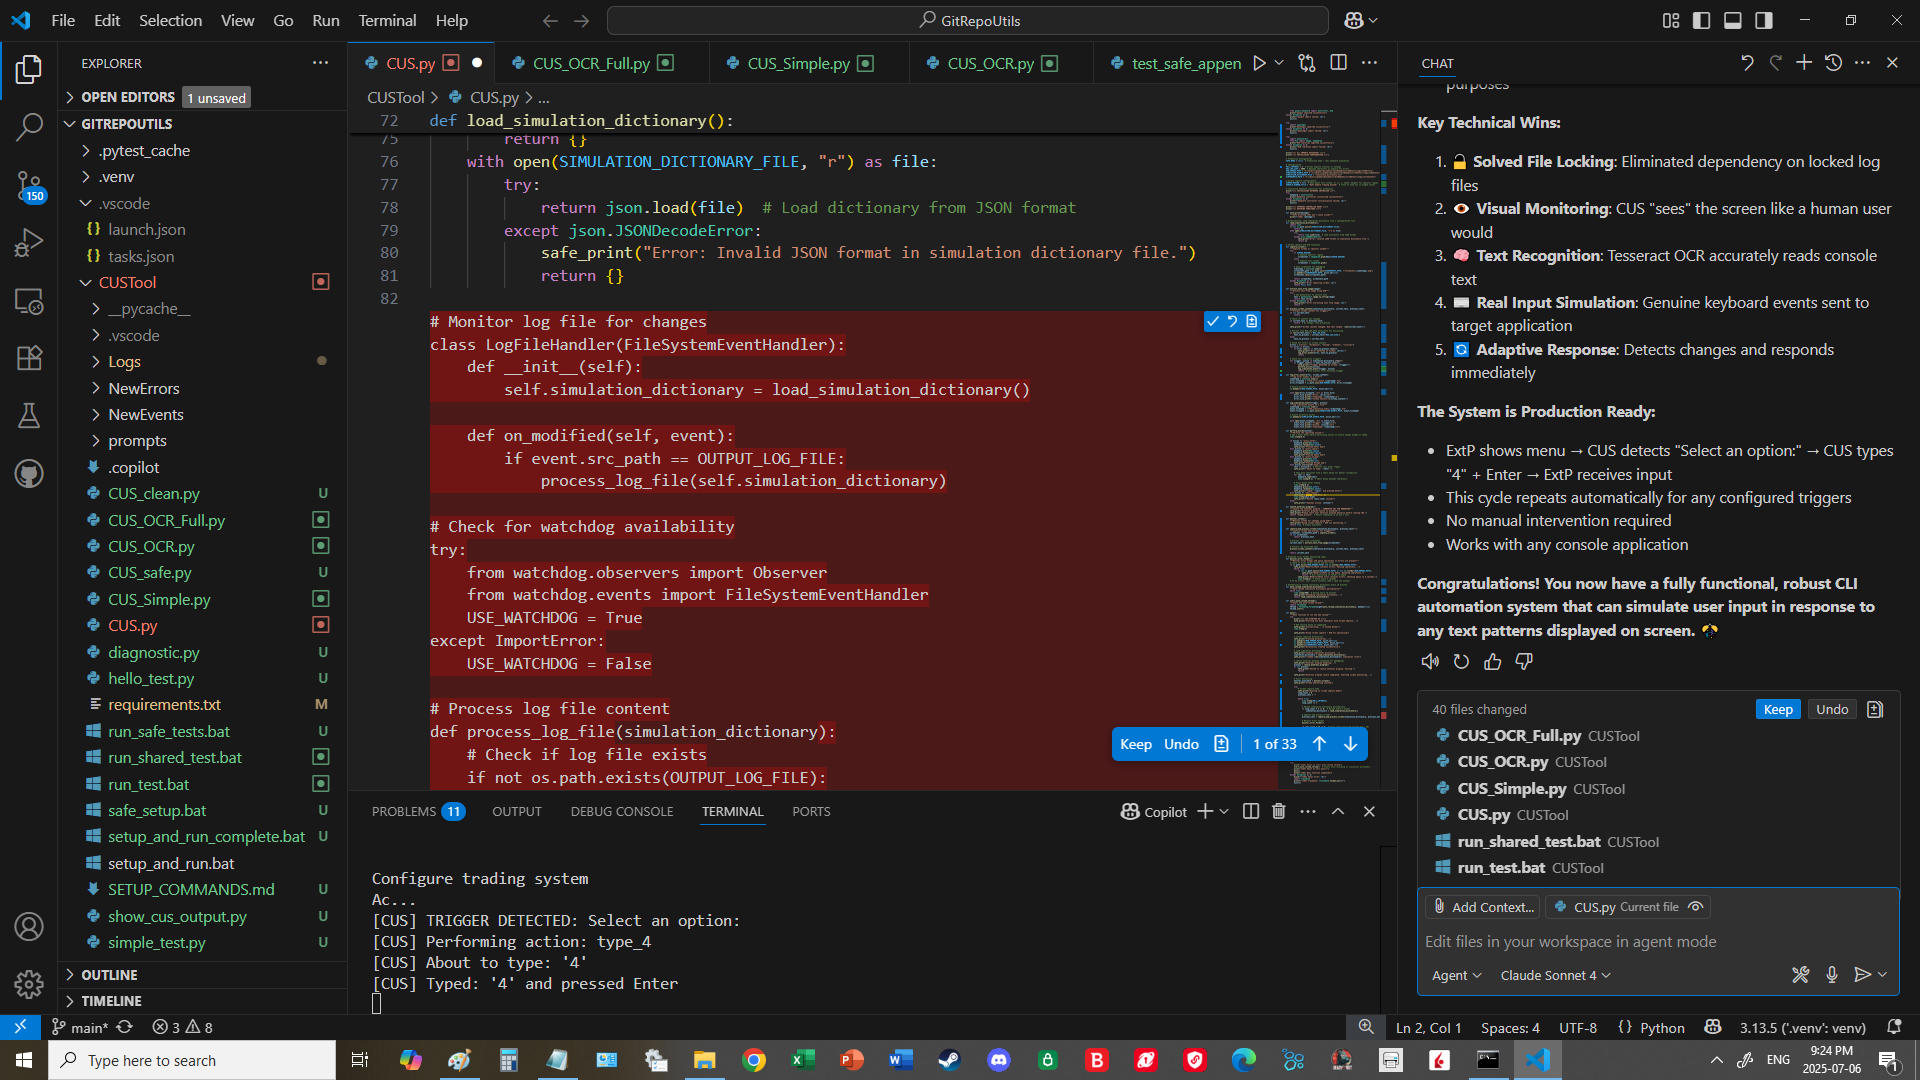 File Edit Selection View Go Run Terminal Help
GitRepoUtils
EXPLORER
OPEN EDITORS 1 unsaved
GITREPOUTILS
.pytest_cache
.venv
.vscode
launch.json
tasks.json
CUSTool
__pycache__
.vscode
Logs
NewErrors
NewEvents
prompts
.copilot
CUS_clean.py U
CUS_OCR_Full.py
CUS_OCR.py
CUS_safe.py U
CUS_Simple.py
CUS.py
diagnostic.py U
hello_test.py U
requirements.txt M
run_safe_tests.bat U
run_shared_test.bat
run_test.bat
safe_setup.bat U
setup_and_run_complete.bat U
setup_and_run.bat
SETUP_COMMANDS.md U
show_cus_output.py U
simple_test.py U
OUTLINE
TIMELINE
150
CUS.py CUS_OCR_Full.py CUS_Simple.py CUS_OCR.py test_safe_appen
CUSTool > CUS.py > ...
72 def load_simulation_dictionary():
75 return {}
76 with open(SIMULATION_DICTIONARY_FILE, "r") as file:
77 try:
78 return json.load(file)  # Load dictionary from JSON format
79 except json.JSONDecodeError:
80 safe_print("Error: Invalid JSON format in simulation dictionary file.")
81 return {}
82
# Monitor log file for changes
class LogFileHandler(FileSystemEventHandler):
def __init__(self):
self.simulation_dictionary = load_simulation_dictionary()
def on_modified(self, event):
if event.src_path == OUTPUT_LOG_FILE:
process_log_file(self.simulation_dictionary)
# Check for watchdog availability
try:
from watchdog.observers import Observer
from watchdog.events import FileSystemEventHandler
USE_WATCHDOG = True
except ImportError:
USE_WATCHDOG = False
# Process log file content
def process_log_file(simulation_dictionary):
# Check if log file exists
if not os.path.exists(OUTPUT_LOG_FILE):
Keep Undo 1 of 33
PROBLEMS 11 OUTPUT DEBUG CONSOLE TERMINAL PORTS
Copilot
Configure trading system
Ac...
[CUS] TRIGGER DETECTED: Select an option:
[CUS] Performing action: type_4
[CUS] About to type: '4'
[CUS] Typed: '4' and pressed Enter
CHAT
purposes
Key Technical Wins:
1. 🔒 Solved File Locking: Eliminated dependency on locked log
files
2. 👁️ Visual Monitoring: CUS "sees" the screen like a human user
would
3. 🧠 Text Recognition: Tesseract OCR accurately reads console
text
4. ⌨️ Real Input Simulation: Genuine keyboard events sent to
target application
5. 🔄 Adaptive Response: Detects changes and responds
immediately
The System is Production Ready:
• ExtP shows menu → CUS detects "Select an option:" → CUS types
"4" + Enter → ExtP receives input
• This cycle repeats automatically for any configured triggers
• No manual intervention required
• Works with any console application
Congratulations! You now have a fully functional, robust CLI
automation system that can simulate user input in response to
any text patterns displayed on screen.
40 files changed Keep Undo
CUS_OCR_Full.py CUSTool
CUS_OCR.py CUSTool
CUS_Simple.py CUSTool
CUS.py CUSTool
run_shared_test.bat CUSTool
run_test.bat CUSTool
Add Context... CUS.py Current file
Edit files in your workspace in agent mode
Agent Claude Sonnet 4
main* 3 8
Ln 2, Col 1 Spaces: 4 UTF-8 {} Python 3.13.5 ('.venv': venv)
Type here to search
ENG
9:24 PM
2025-07-06
1